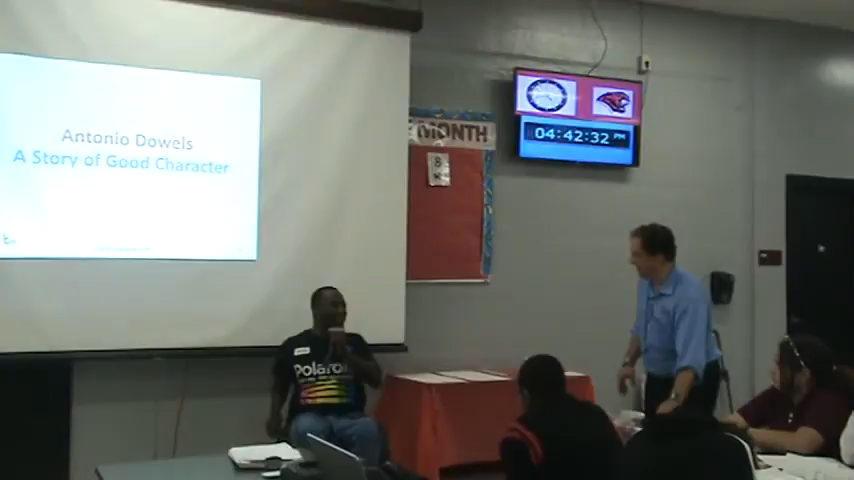 Antonio Dowels
A Story of Good Character
MONTH
04:42:32 PM
Polaroid